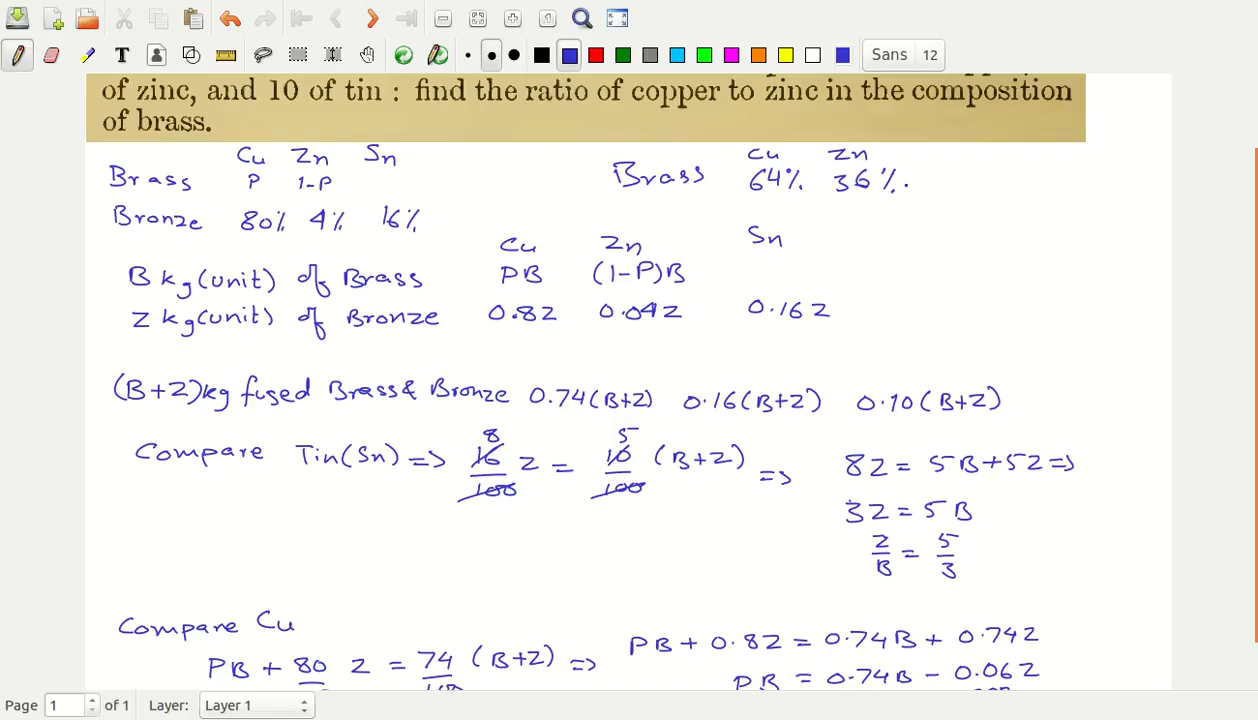 Sans 12
of zinc, and 10 of tin : find the ratio of copper to zinc in the composition
of brass.
Cu Zn Sn
Brass P 1-P
Bronze 80% 4% 16%
Cu Zn
Brass 64% 36%.
Cu Zn Sn
B kg(unit) of Brass PB (1-P)B
Z kg(unit) of Bronze 0.8Z 0.04Z 0.16Z
(B+Z)kg fused Brass & Bronze 0.74(B+Z) 0.16(B+Z) 0.10(B+Z)
Compare Tin(Sn) => 16/100 8 Z = 10/100 5 (B+Z) => 8Z = 5B+5Z =>
3Z = 5B
Z/B = 5/3
Compare Cu
PB + 80 Z = 74 (B+Z) =>
PB + 0.8Z = 0.74B + 0.74Z
PB = 0.74B - 0.06Z
Page 1 of 1 Layer: Layer 1